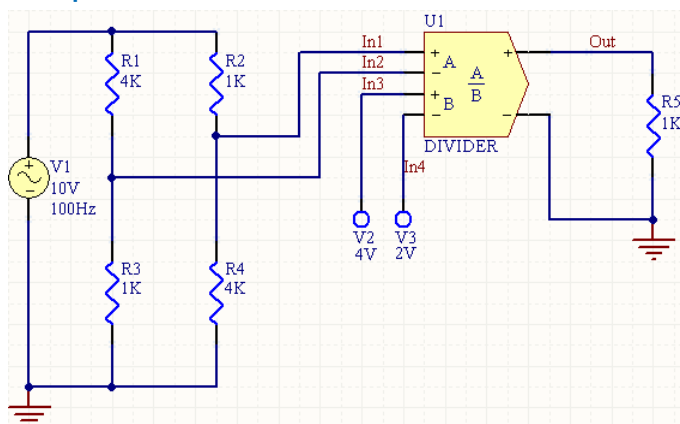 U1
In1
In2
In3
In4
+
−
+
−
A
B
A
B
+
−
DIVIDER
Out
R1
4K
R2
1K
R3
1K
R4
4K
R5
1K
+
−
V1
10V
100Hz
V2
4V
V3
2V